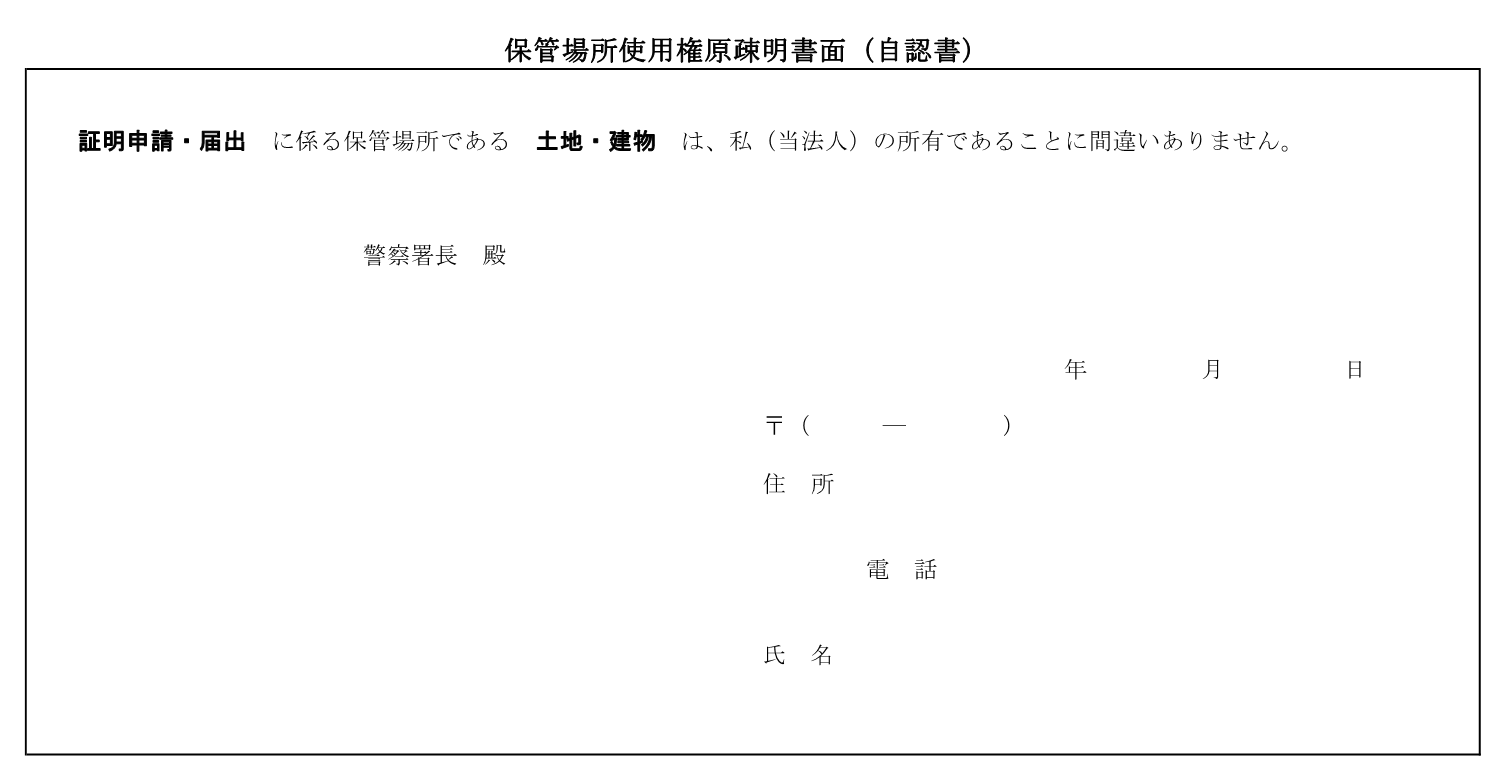 保管場所使用権原疎明書面（自認書）
証明申請・届出　に係る保管場所である　土地・建物　は、私（当法人）の所有であることに間違いありません。
警察署長　殿
年　月　日
〒（　―　）
住　所
電　話
氏　名